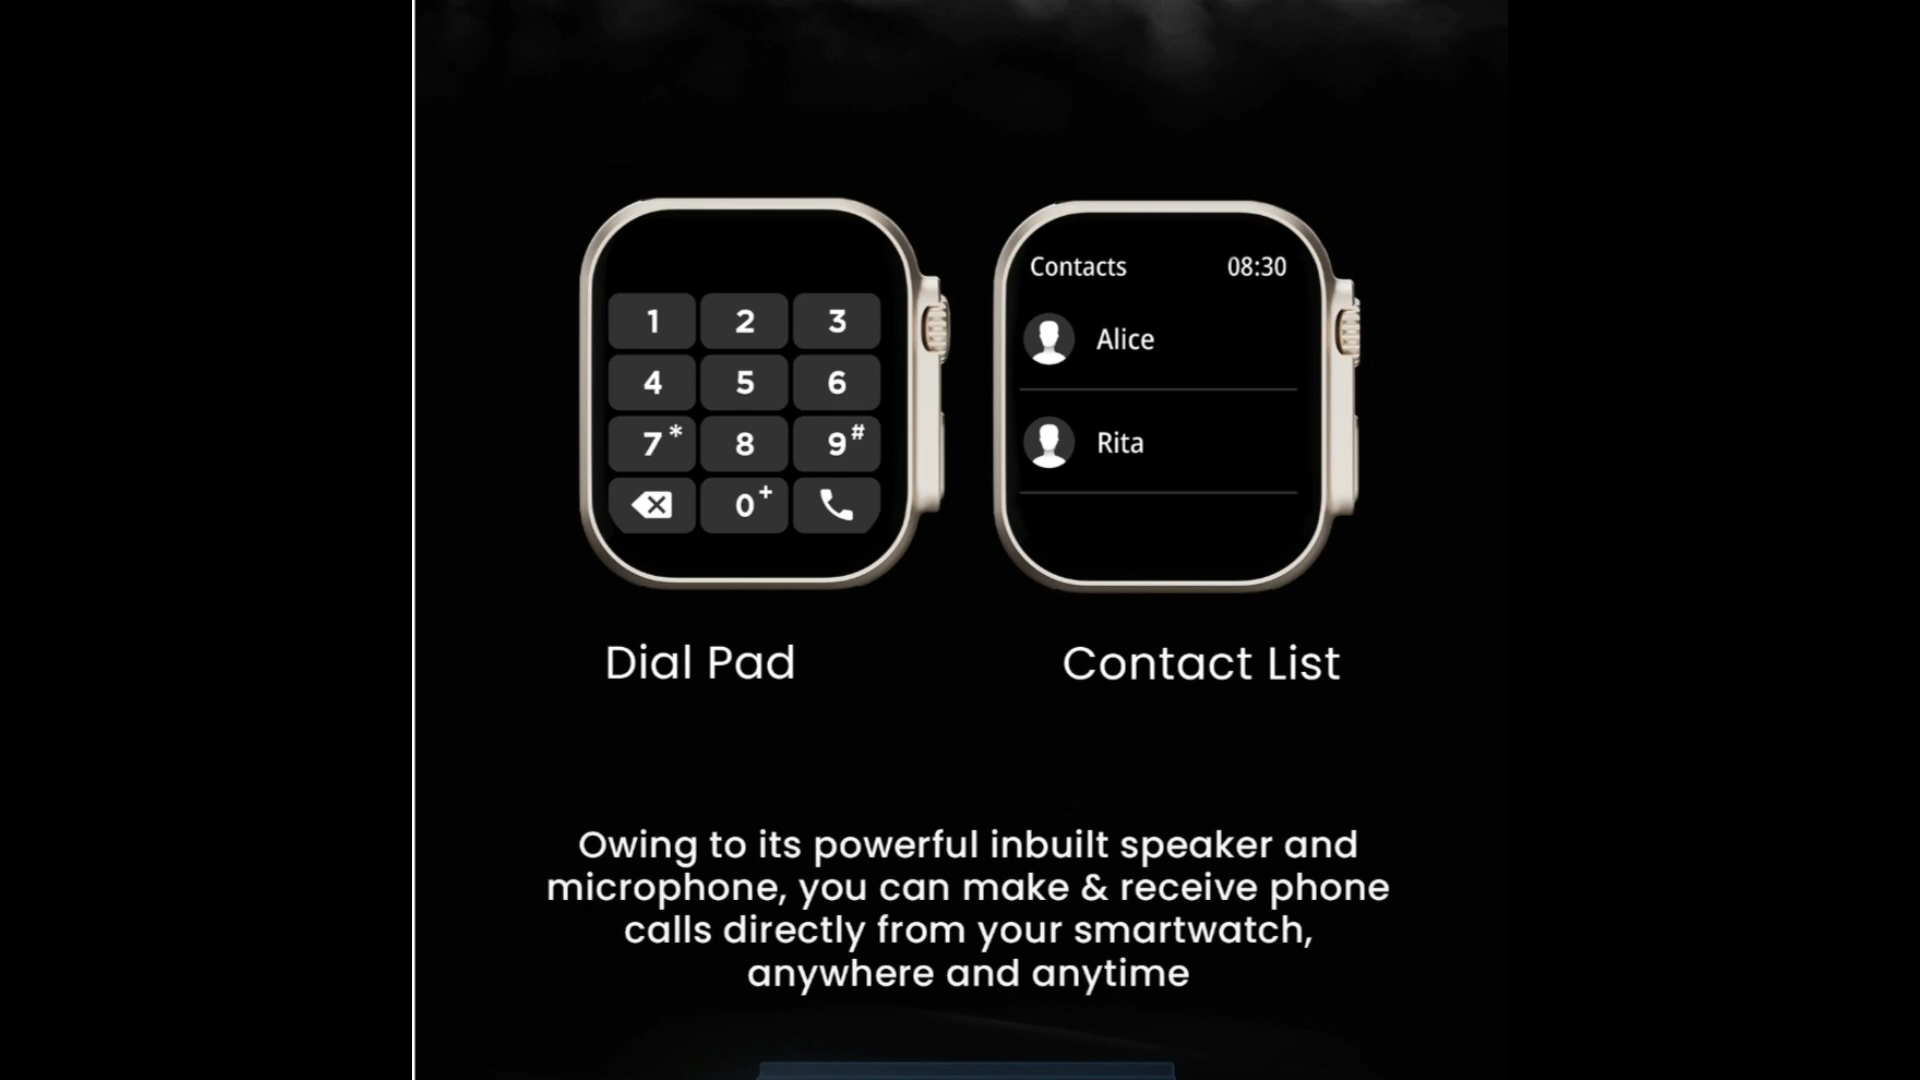 1 2 3
4 5 6
7* 8 9#
0+
Contacts 08:30
Alice
Rita
Dial Pad
Contact List
Owing to its powerful inbuilt speaker and
microphone, you can make & receive phone
calls directly from your smartwatch,
anywhere and anytime